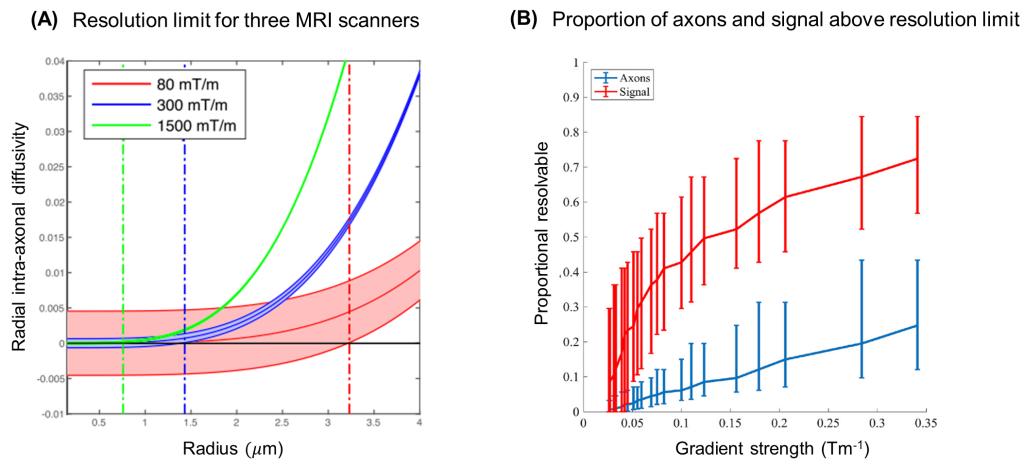 (A) Resolution limit for three MRI scanners
0.04
0.035
0.03
0.025
0.02
0.015
0.01
0.005
0
-0.005
-0.01
Radial intra-axonal diffusivity
80 mT/m
300 mT/m
1500 mT/m
0.5 1 1.5 2 2.5 3 3.5 4
Radius (μm)
(B) Proportion of axons and signal above resolution limit
1
0.9
0.8
0.7
0.6
0.5
0.4
0.3
0.2
0.1
0
Proportional resolvable
Axons
Signal
0 0.05 0.1 0.15 0.2 0.25 0.3 0.35
Gradient strength (Tm-1)